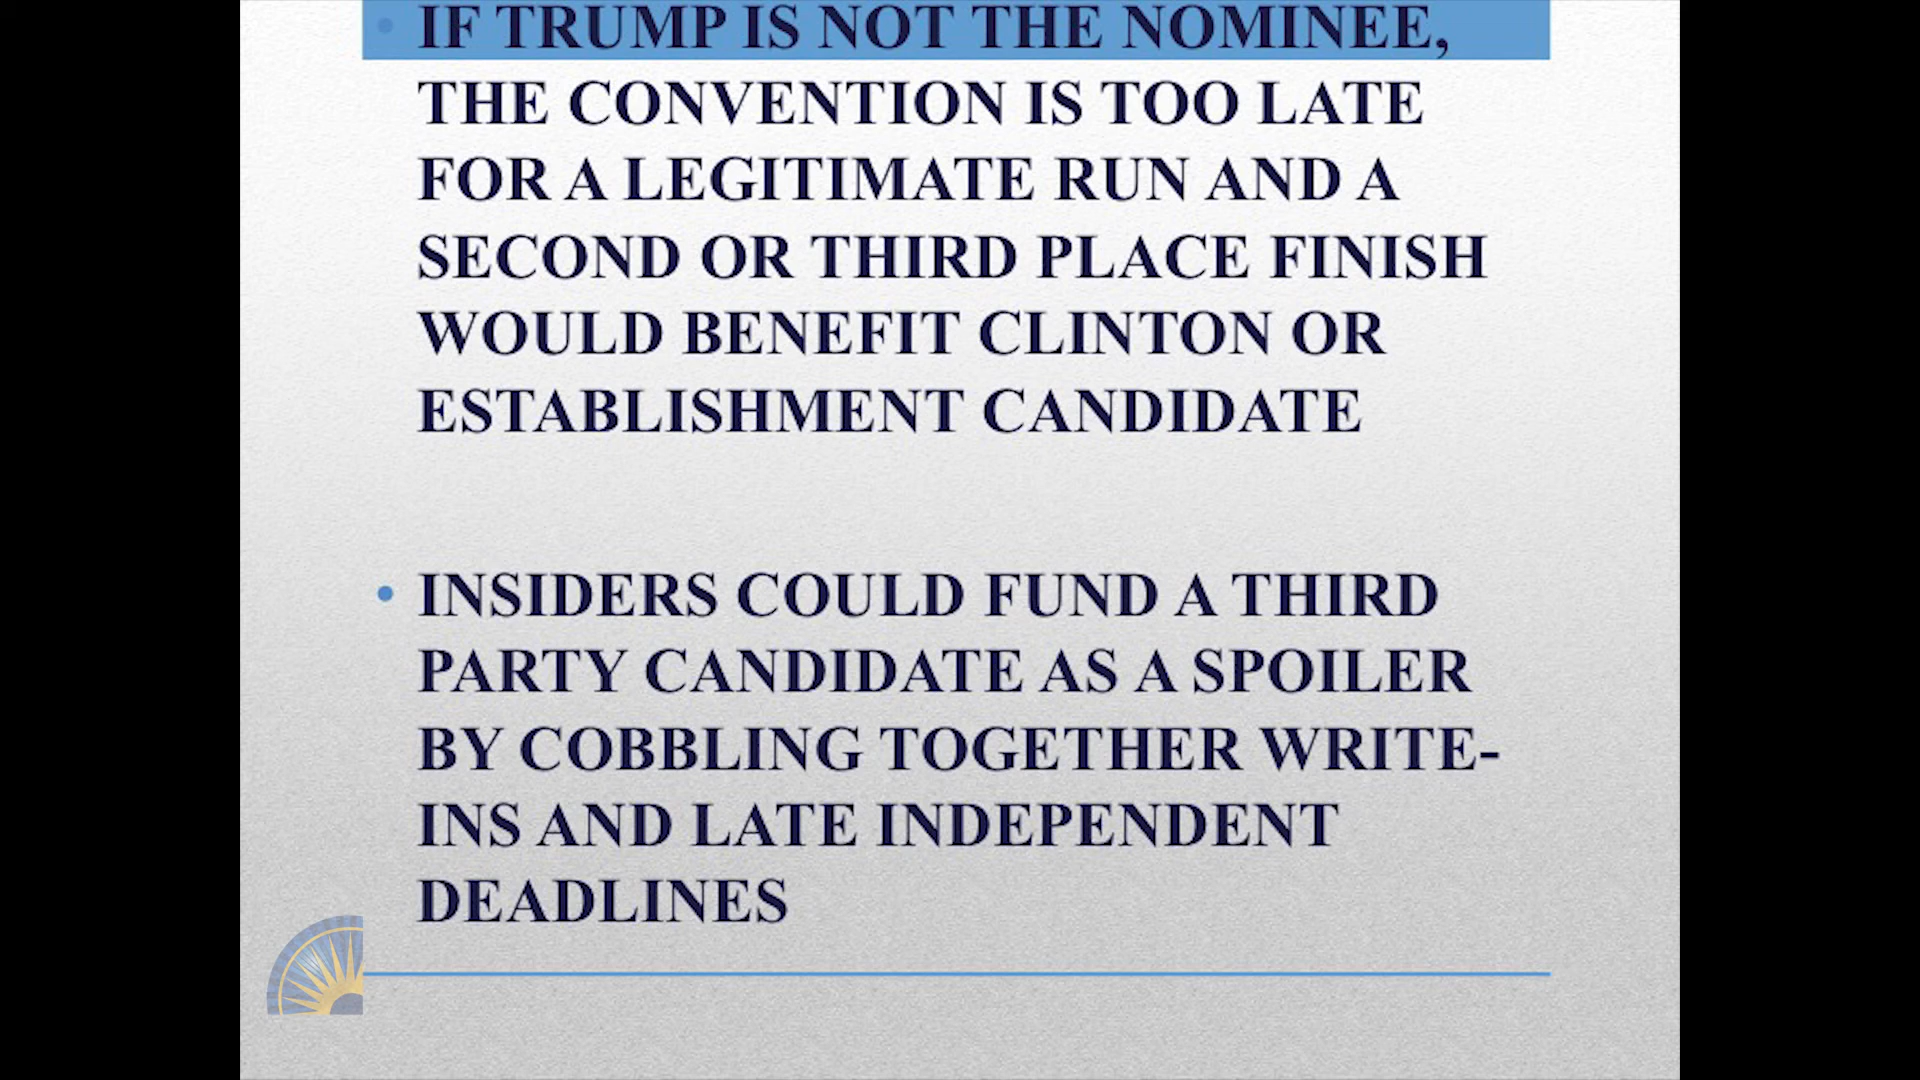 • IF TRUMP IS NOT THE NOMINEE,
THE CONVENTION IS TOO LATE
FOR A LEGITIMATE RUN AND A
SECOND OR THIRD PLACE FINISH
WOULD BENEFIT CLINTON OR
ESTABLISHMENT CANDIDATE
• INSIDERS COULD FUND A THIRD
PARTY CANDIDATE AS A SPOILER
BY COBBLING TOGETHER WRITE-
INS AND LATE INDEPENDENT
DEADLINES